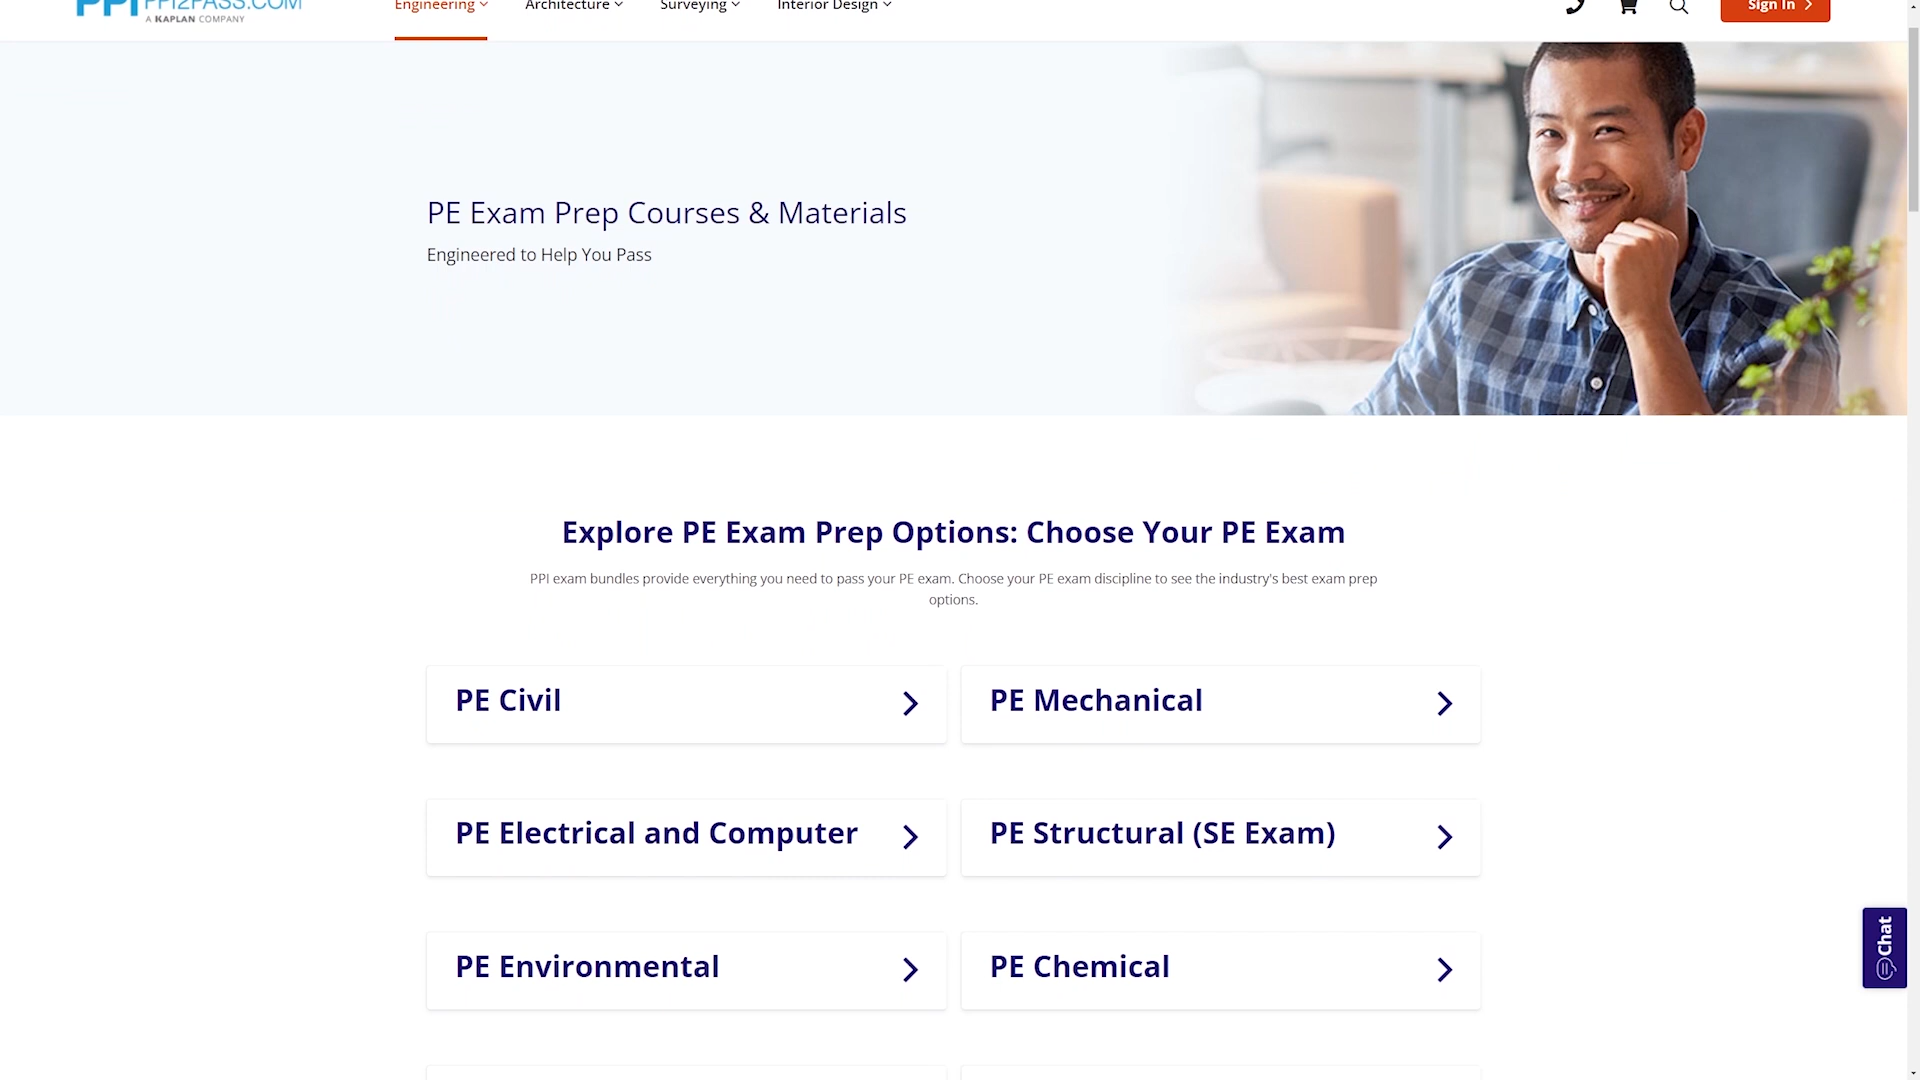 PPI PPI2PASS.COM
A KAPLAN COMPANY
Engineering
Architecture
Surveying
Interior Design
Sign In
PE Exam Prep Courses & Materials
Engineered to Help You Pass
Explore PE Exam Prep Options: Choose Your PE Exam
PPI exam bundles provide everything you need to pass your PE exam. Choose your PE exam discipline to see the industry's best exam prep
options.
PE Civil
PE Mechanical
PE Electrical and Computer
PE Structural (SE Exam)
PE Environmental
PE Chemical
Chat